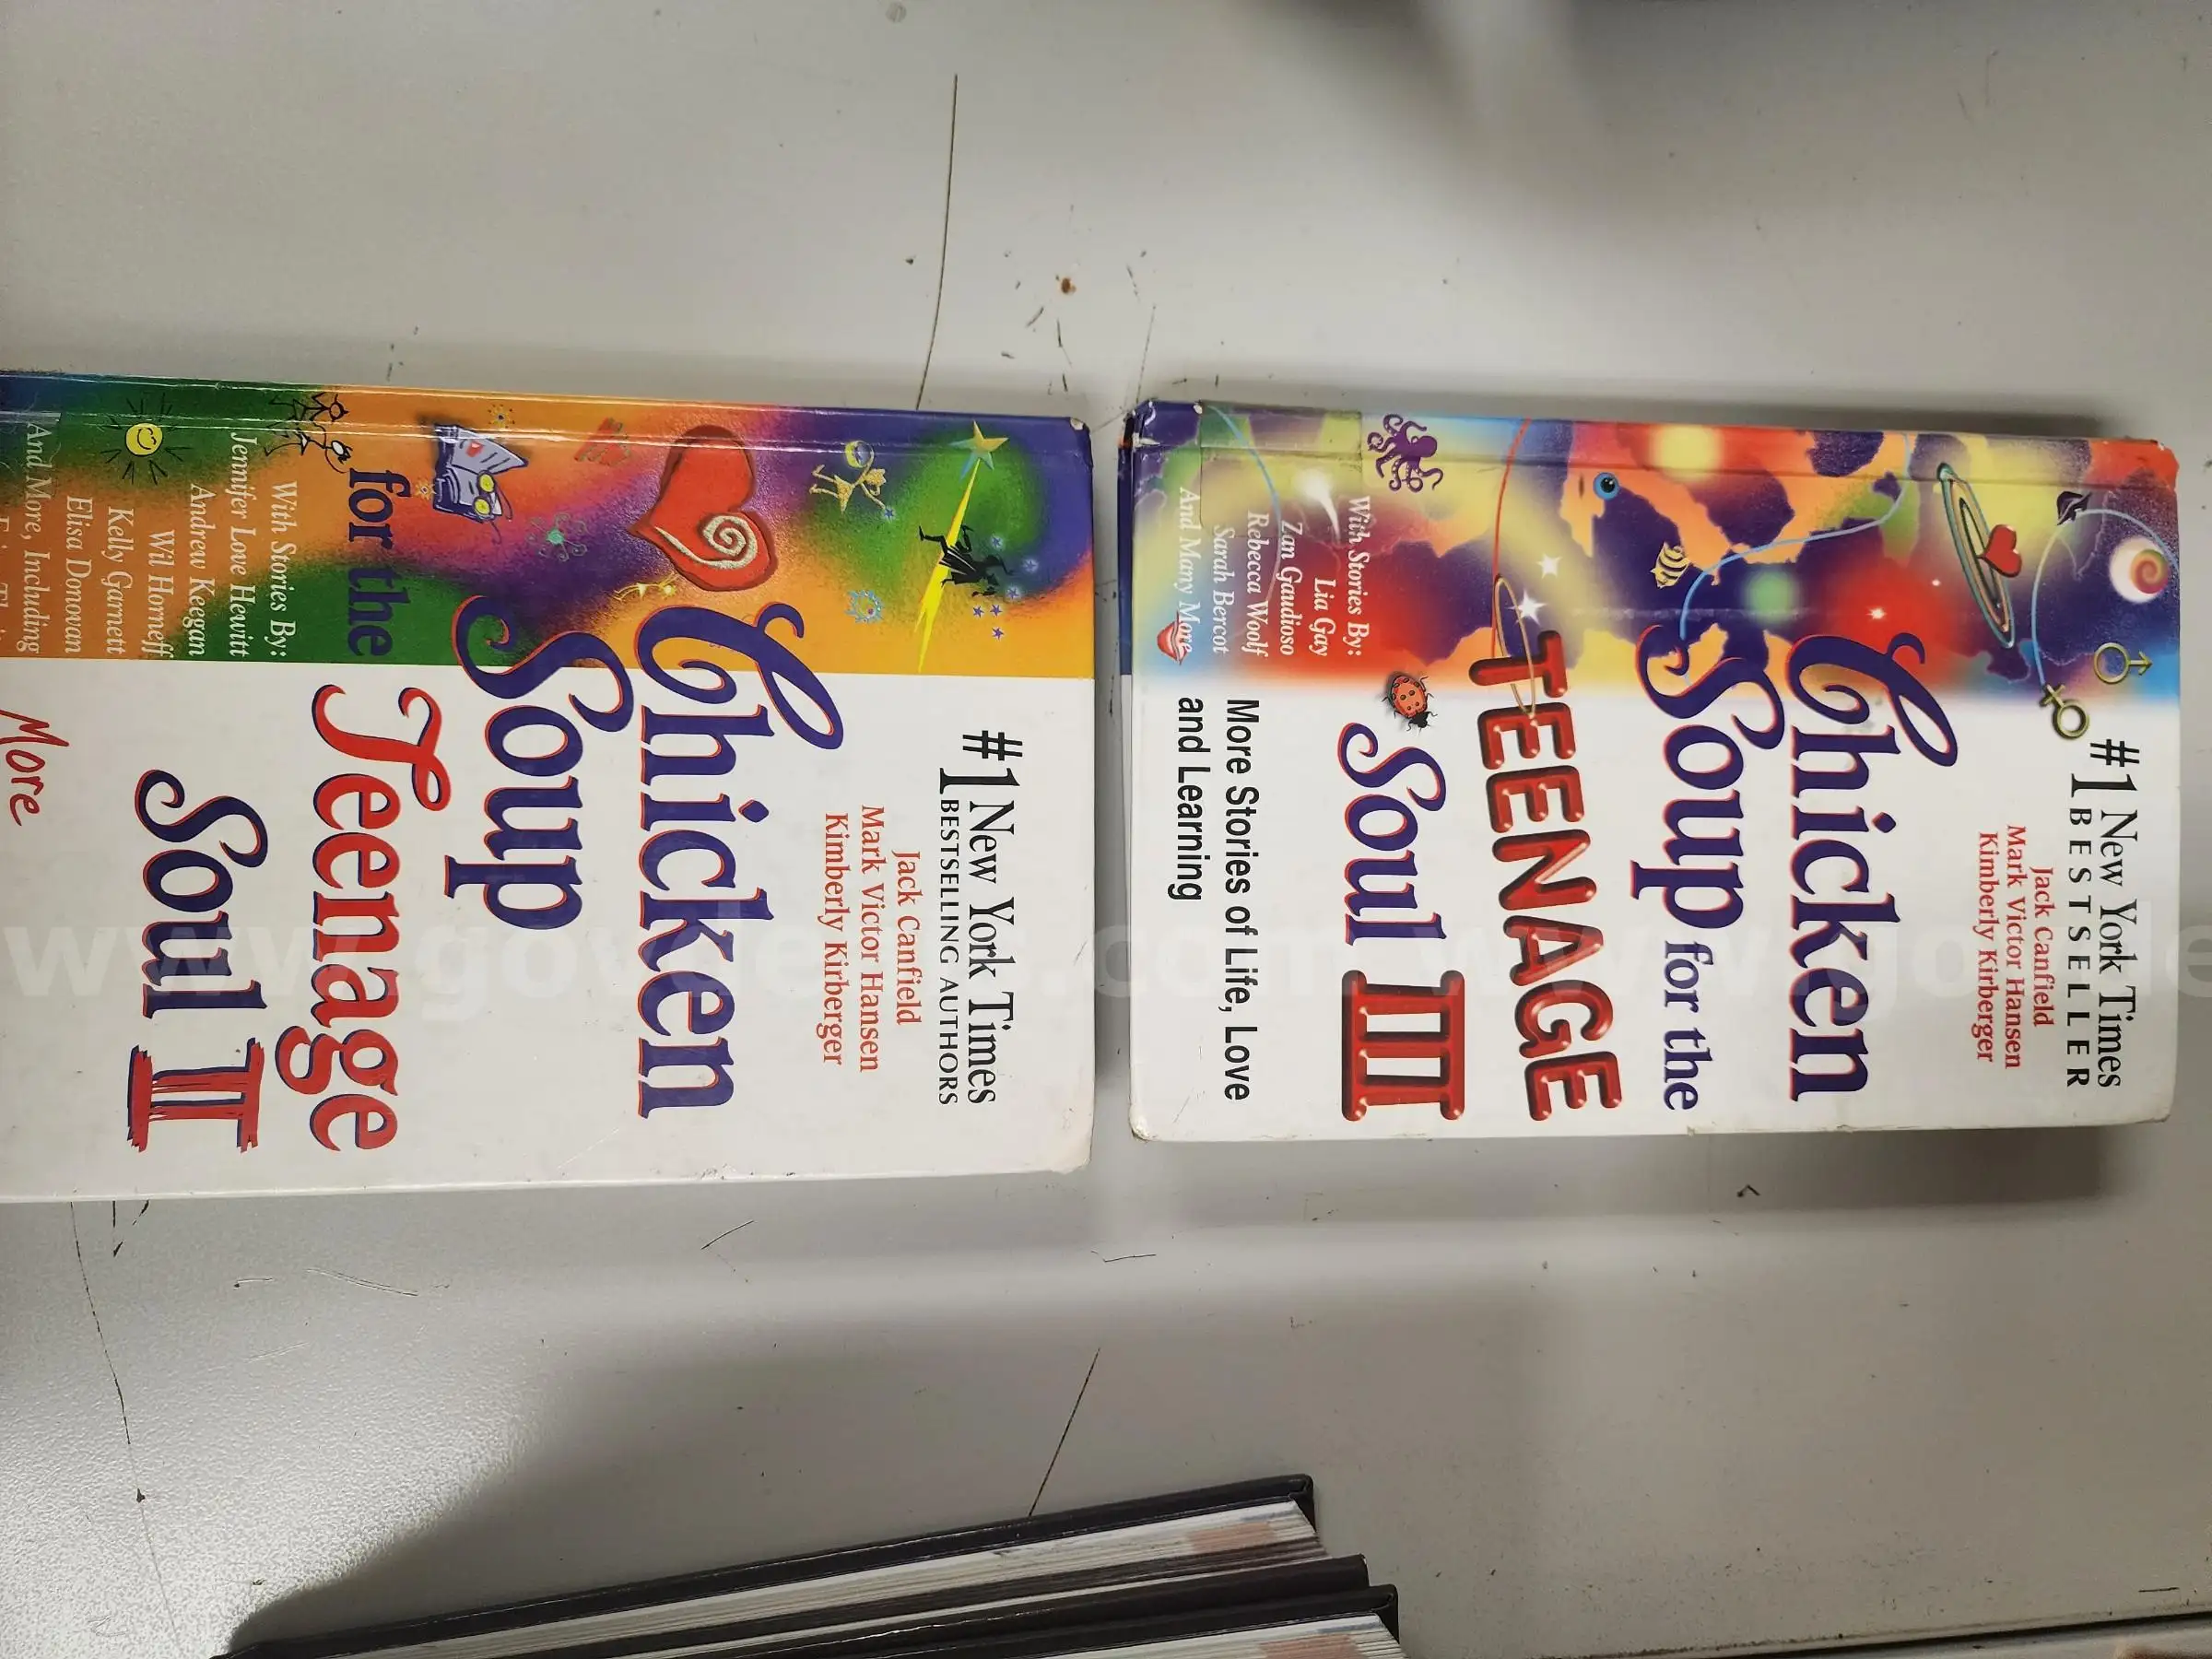 #1 New York Times
BESTSELLER
Jack Canfield
Mark Victor Hansen
Kimberly Kirberger
Chicken
Soup for the
TEENAGE
Soul III
More Stories of Life, Love
and Learning
With Stories By:
Lia Gay
Zan Gaudioso
Rebecca Woolf
Sarah Bercot
And Many More
#1 New York Times
BESTSELLING AUTHORS
Jack Canfield
Mark Victor Hansen
Kimberly Kirberger
Chicken
Soup
for the
Teenage
Soul II
More
With Stories By:
Jennifer Love Hewitt
Andrew Keegan
Wil Horneff
Kelly Garnett
Elisa Donovan
And More, Including